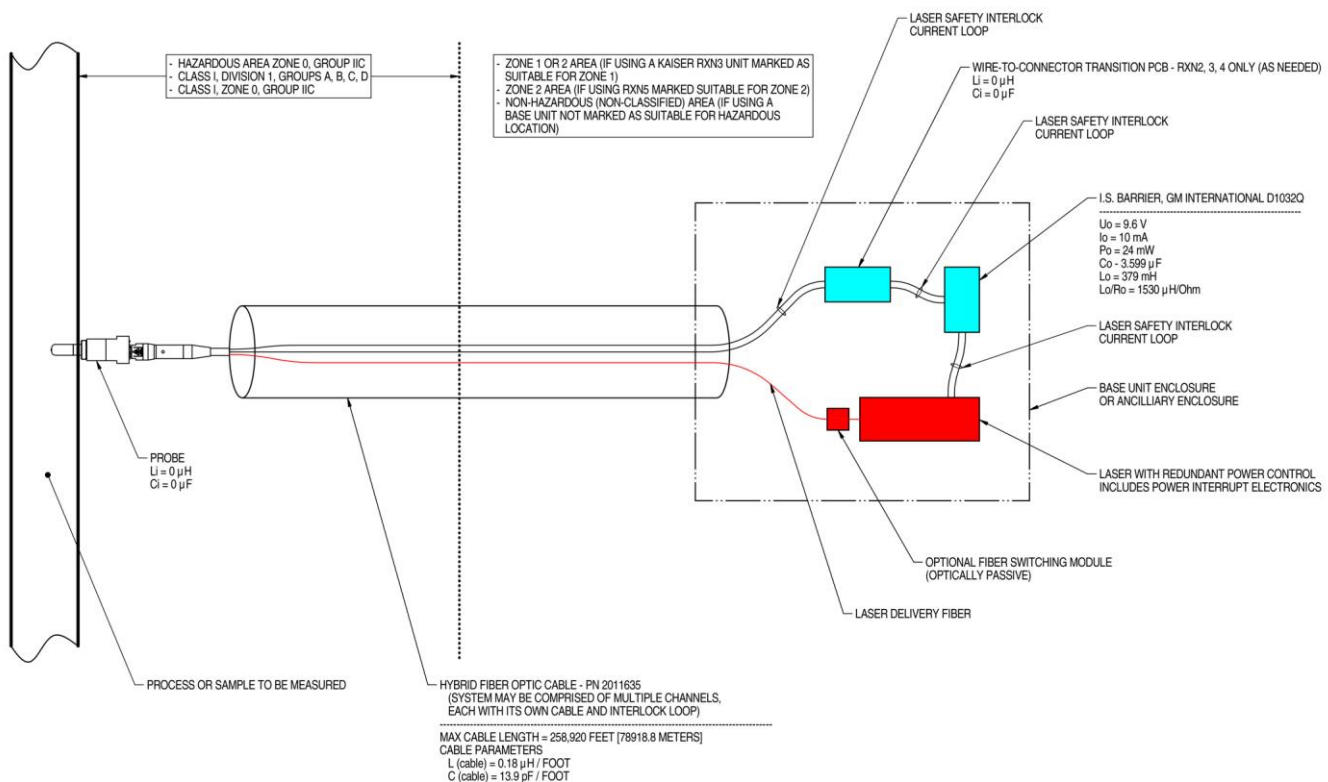 LASER SAFETY INTERLOCK
CURRENT LOOP
- HAZARDOUS AREA ZONE 0, GROUP IIC
- CLASS I, DIVISION 1, GROUPS A, B, C, D
- CLASS I, ZONE 0, GROUP IIC
- ZONE 1 OR 2 AREA (IF USING A KAISER RXN3 UNIT MARKED AS
SUITABLE FOR ZONE 1)
- ZONE 2 AREA (IF USING RXN5 MARKED SUITABLE FOR ZONE 2)
- NON-HAZARDOUS (NON-CLASSIFIED) AREA (IF USING A
BASE UNIT NOT MARKED AS SUITABLE FOR HAZARDOUS
LOCATION)
WIRE-TO-CONNECTOR TRANSITION PCB - RXN2, 3, 4 ONLY (AS NEEDED)
Li = 0 µH
Ci = 0 µF
LASER SAFETY INTERLOCK
CURRENT LOOP
I.S. BARRIER, GM INTERNATIONAL D1032Q
Uo = 9.6 V
Io = 10 mA
Po = 24 mW
Co - 3.599 µF
Lo = 379 mH
Lo/Ro = 1530 µH/Ohm
LASER SAFETY INTERLOCK
CURRENT LOOP
BASE UNIT ENCLOSURE
OR ANCILLIARY ENCLOSURE
PROBE
Li = 0 µH
Ci = 0 µF
LASER WITH REDUNDANT POWER CONTROL
INCLUDES POWER INTERRUPT ELECTRONICS
OPTIONAL FIBER SWITCHING MODULE
(OPTICALLY PASSIVE)
LASER DELIVERY FIBER
PROCESS OR SAMPLE TO BE MEASURED
HYBRID FIBER OPTIC CABLE - PN 2011635
(SYSTEM MAY BE COMPRISED OF MULTIPLE CHANNELS,
EACH WITH ITS OWN CABLE AND INTERLOCK LOOP)
MAX CABLE LENGTH = 258,920 FEET [78918.8 METERS]
CABLE PARAMETERS
L (cable) = 0.18 µH / FOOT
C (cable) = 13.9 pF / FOOT